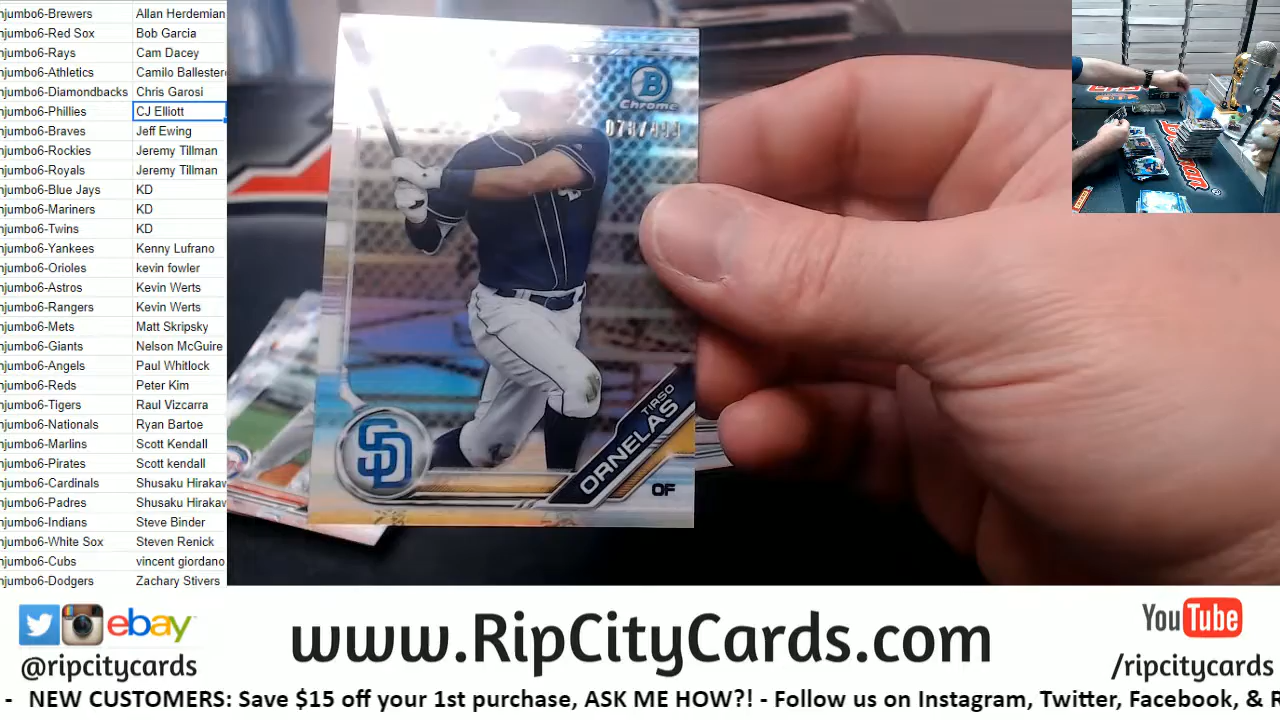 njumbo6-Brewers Allan Herdemian
njumbo6-Red Sox Bob Garcia
njumbo6-Rays Cam Dacey
njumbo6-Athletics Camilo Ballester
njumbo6-Diamondbacks Chris Garosi
njumbo6-Phillies CJ Elliott
njumbo6-Braves Jeff Ewing
njumbo6-Rockies Jeremy Tillman
njumbo6-Royals Jeremy Tillman
njumbo6-Blue Jays KD
njumbo6-Mariners KD
njumbo6-Twins KD
njumbo6-Yankees Kenny Lufrano
njumbo6-Orioles kevin fowler
njumbo6-Astros Kevin Werts
njumbo6-Rangers Kevin Werts
njumbo6-Mets Matt Skripsky
njumbo6-Giants Nelson McGuire
njumbo6-Angels Paul Whitlock
njumbo6-Reds Peter Kim
njumbo6-Tigers Raul Vizcarra
njumbo6-Nationals Ryan Bartoe
njumbo6-Marlins Scott Kendall
njumbo6-Pirates Scott kendall
njumbo6-Cardinals Shusaku Hirakaw
njumbo6-Padres Shusaku Hirakaw
njumbo6-Indians Steve Binder
njumbo6-White Sox Steven Renick
njumbo6-Cubs vincent giordano
njumbo6-Dodgers Zachary Stivers
B
Chrome
SD
TIRSO
ORNELAS
OF
ebay
@ripcitycards
www.RipCityCards.com
YouTube
/ripcitycards
- NEW CUSTOMERS: Save $15 off your 1st purchase, ASK ME HOW?! - Follow us on Instagram, Twitter, Facebook, & R